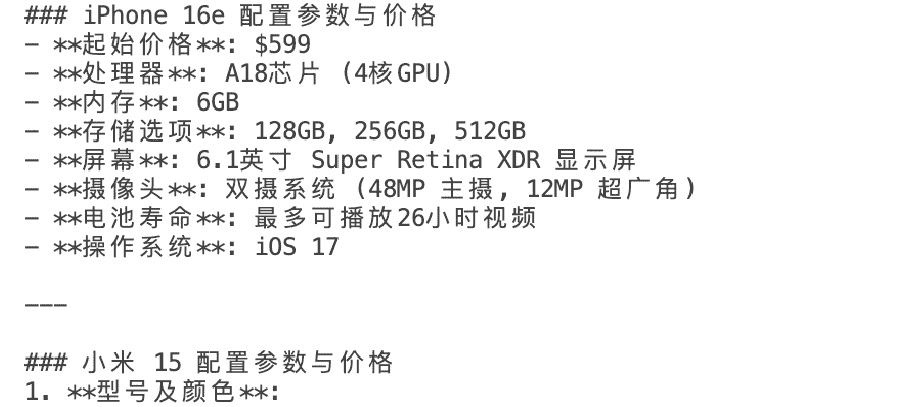 ### iPhone 16e 配置参数与价格
– **起始价格**: $599
– **处理器**: A18芯片 (4核GPU)
– **内存**: 6GB
– **存储选项**: 128GB, 256GB, 512GB
– **屏幕**: 6.1英寸 Super Retina XDR 显示屏
– **摄像头**: 双摄系统 (48MP 主摄, 12MP 超广角)
– **电池寿命**: 最多可播放26小时视频
– **操作系统**: iOS 17
———
### 小米 15 配置参数与价格
1. **型号及颜色**: